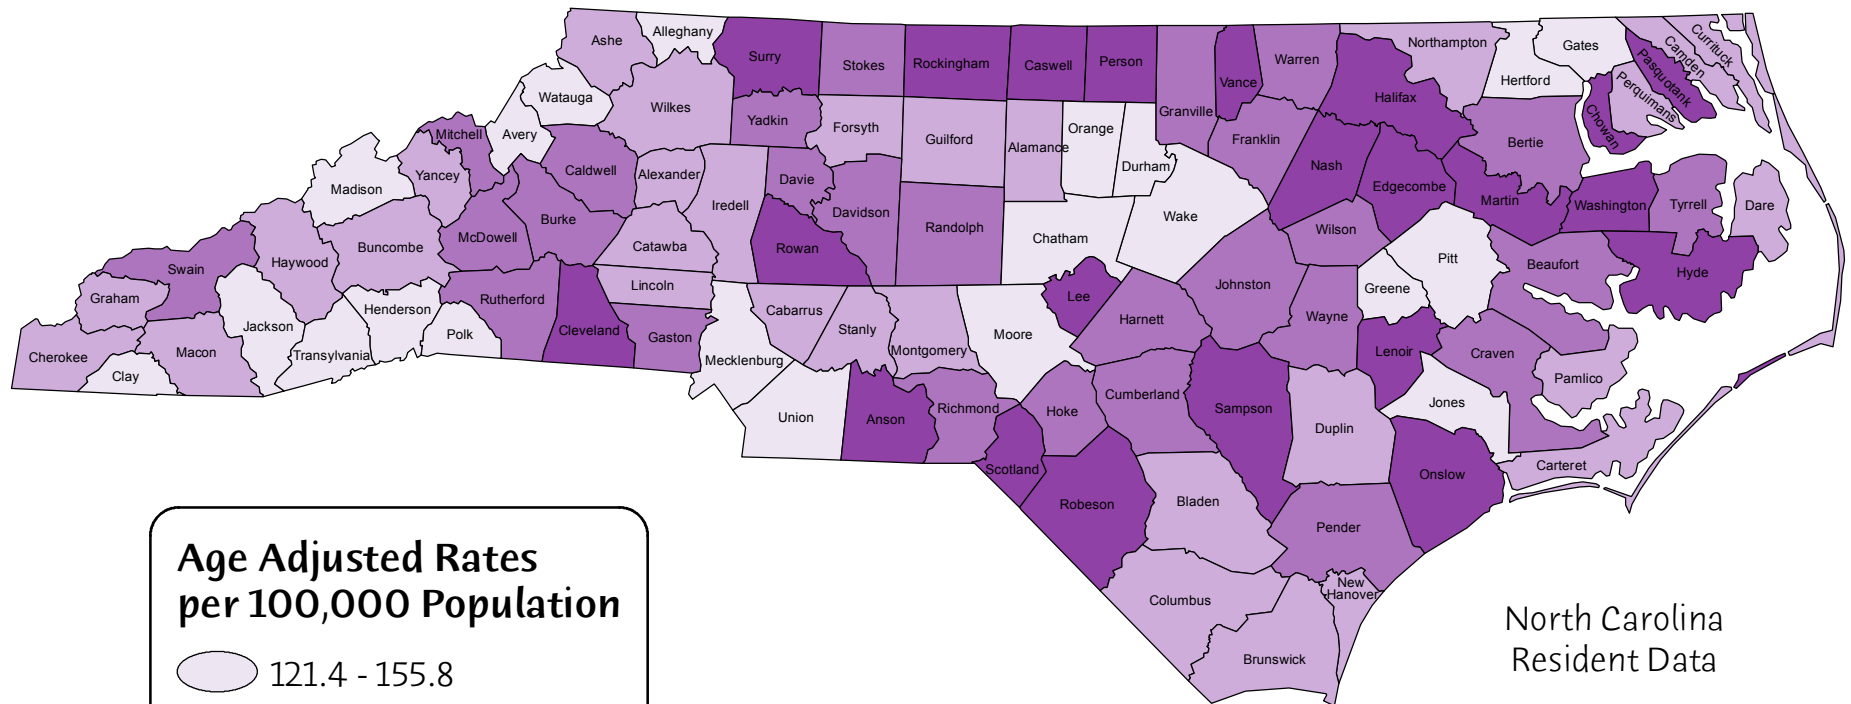 Ashe
Alleghany
Surry
Stokes
Rockingham
Caswell
Person
Granville
Vance
Warren
Northampton
Gates
Hertford
Halifax
Camden
Currituck
Pasquotank
Perquimans
Chowan
Watauga
Wilkes
Yadkin
Forsyth
Guilford
Alamance
Orange
Durham
Franklin
Bertie
Mitchell
Avery
Caldwell
Alexander
Davie
Nash
Edgecombe
Martin
Washington
Tyrrell
Dare
Madison
Yancey
Iredell
Davidson
Randolph
Wake
Wilson
Burke
McDowell
Buncombe
Catawba
Rowan
Chatham
Pitt
Beaufort
Hyde
Haywood
Swain
Graham
Lincoln
Lee
Johnston
Greene
Rutherford
Cleveland
Gaston
Cabarrus
Stanly
Montgomery
Moore
Harnett
Wayne
Lenoir
Craven
Pamlico
Henderson
Polk
Jackson
Transylvania
Macon
Cherokee
Clay
Mecklenburg
Union
Anson
Richmond
Hoke
Cumberland
Sampson
Duplin
Jones
Carteret
Onslow
Scotland
Robeson
Bladen
Pender
Columbus
New
Hanover
Brunswick
Age Adjusted Rates
per 100,000 Population
121.4 - 155.8
North Carolina
Resident Data